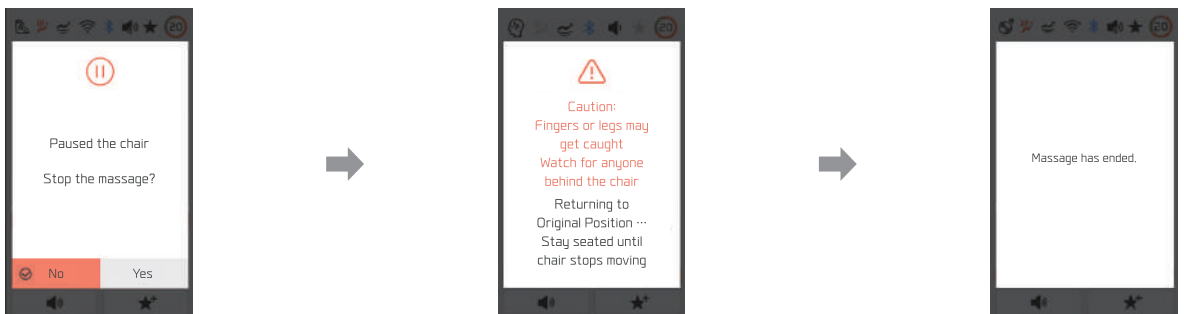 20
Paused the chair
Stop the massage?
No
Yes
20
Caution:
Fingers or legs may
get caught
Watch for anyone
behind the chair
Returning to
Original Position ···
Stay seated until
chair stops moving
20
Massage has ended.